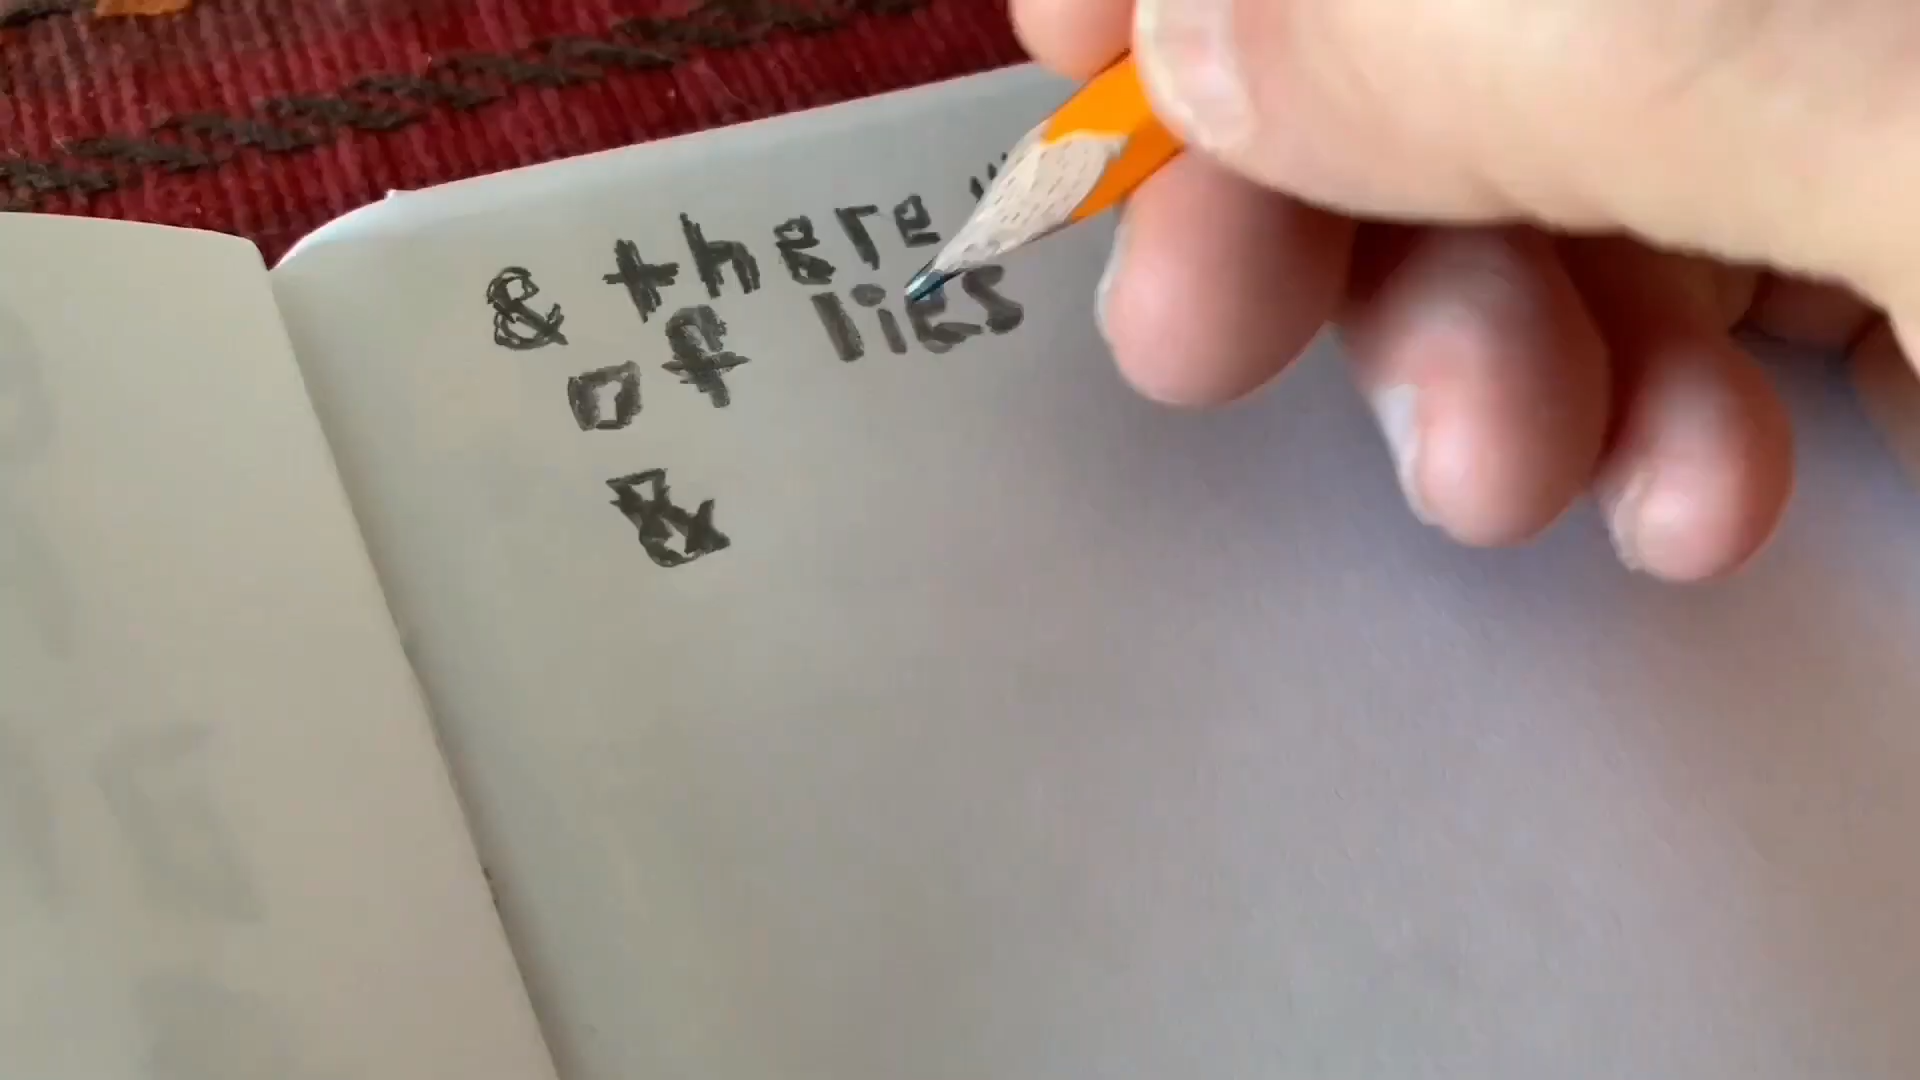 & there
of lies
&